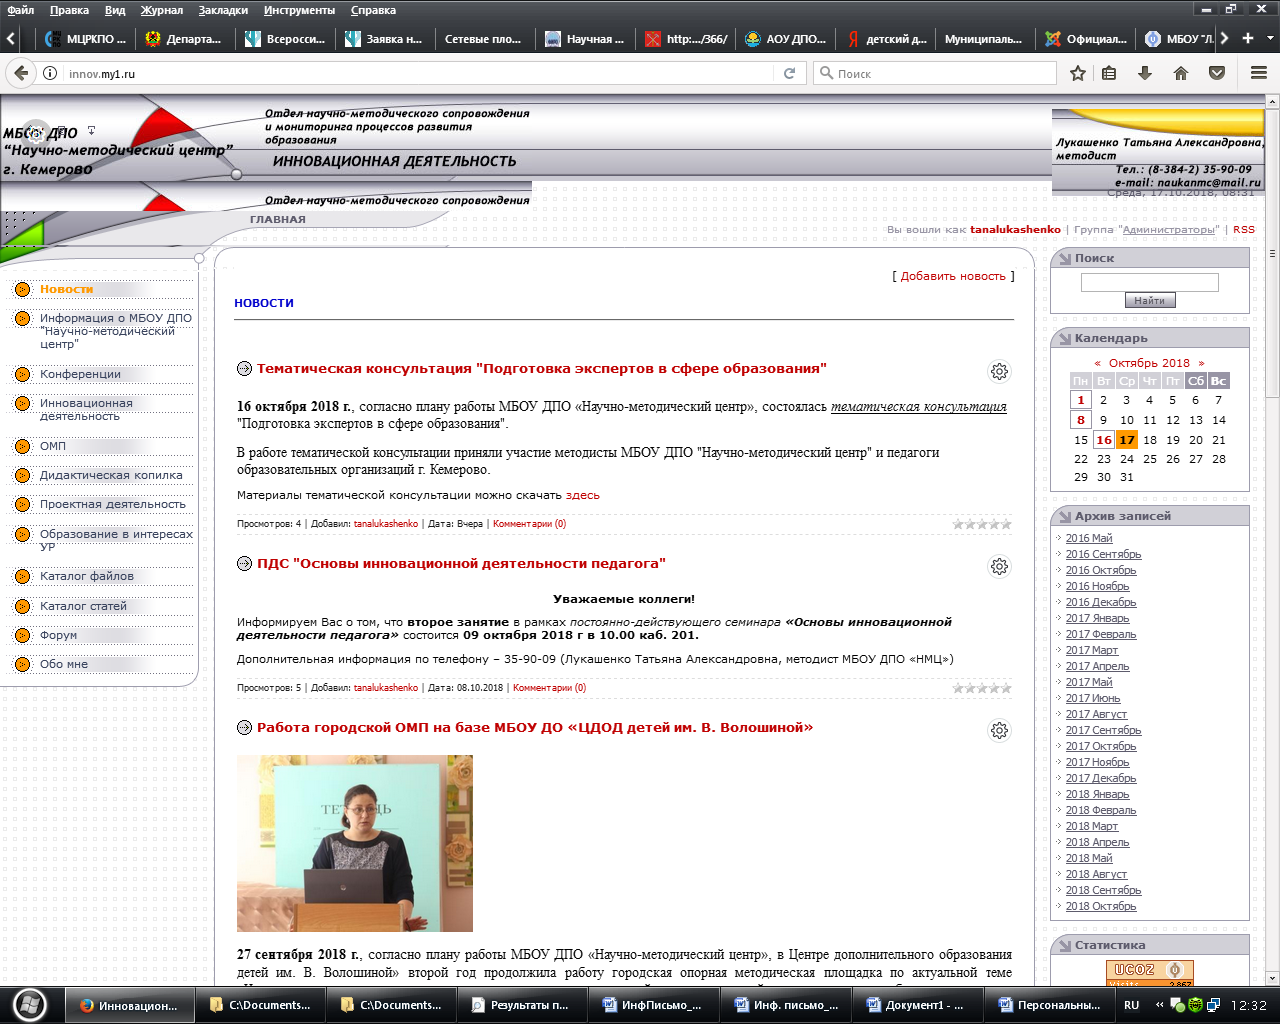 Файл Правка Вид Журнал Закладки Инструменты Справка
МЦРКПО ... Департа... Всеросси... Заявка н... Сетевые пло... Научная ... http:.../366/ АОУ ДПО... детский д... Муниципаль... Официал... МБОУ "Л.
innov.my1.ru
Поиск
МБОУ ДПО
“Научно-методический центр”
г. Кемерово
Отдел научно-методического сопровождения
и мониторинга процессов развития
образования
ИННОВАЦИОННАЯ ДЕЯТЕЛЬНОСТЬ
Лукашенко Татьяна Александровна,
методист
Тел.: (8-384-2) 35-90-09
e-mail: naukanmc@mail.ru
Среда, 17.10.2018, 08:31
Отдел научно-методического сопровождения
ГЛАВНАЯ
Вы вошли как tanalukashenko | Группа "Администраторы" | RSS
Новости
Информация о МБОУ ДПО
"Научно-методический
центр"
Конференции
Инновационная
деятельность
ОМП
Дидактическая копилка
Проектная деятельность
Образование в интересах
УР
Каталог файлов
Каталог статей
Форум
Обо мне
[ Добавить новость ]
НОВОСТИ
Тематическая консультация "Подготовка экспертов в сфере образования"
16 октября 2018 г., согласно плану работы МБОУ ДПО «Научно-методический центр», состоялась тематическая консультация
"Подготовка экспертов в сфере образования".
В работе тематической консультации приняли участие методисты МБОУ ДПО "Научно-методический центр" и педагоги
образовательных организаций г. Кемерово.
Материалы тематической консультации можно скачать здесь
Просмотров: 4 | Добавил: tanalukashenko | Дата: Вчера | Комментарии (0)
ПДС "Основы инновационной деятельности педагога"
Уважаемые коллеги!
Информируем Вас о том, что второе занятие в рамках постоянно-действующего семинара «Основы инновационной
деятельности педагога» состоится 09 октября 2018 г в 10.00 каб. 201.
Дополнительная информация по телефону – 35-90-09 (Лукашенко Татьяна Александровна, методист МБОУ ДПО «НМЦ»)
Просмотров: 5 | Добавил: tanalukashenko | Дата: 08.10.2018 | Комментарии (0)
Работа городской ОМП на базе МБОУ ДО «ЦДОД детей им. В. Волошиной»
27 сентября 2018 г., согласно плану работы МБОУ ДПО «Научно-методический центр», в Центре дополнительного образования
детей им. В. Волошиной» второй год продолжила работу городская опорная методическая площадка по актуальной теме
Поиск
Найти
Календарь
« Октябрь 2018 »
Пн Вт Ср Чт Пт Сб Вс
1 2 3 4 5 6 7
8 9 10 11 12 13 14
15 16 17 18 19 20 21
22 23 24 25 26 27 28
29 30 31
Архив записей
2016 Май
2016 Сентябрь
2016 Октябрь
2016 Ноябрь
2016 Декабрь
2017 Январь
2017 Февраль
2017 Март
2017 Апрель
2017 Май
2017 Июнь
2017 Август
2017 Сентябрь
2017 Октябрь
2017 Ноябрь
2017 Декабрь
2018 Январь
2018 Февраль
2018 Март
2018 Апрель
2018 Май
2018 Август
2018 Сентябрь
2018 Октябрь
Статистика
UCOZ
Visits 2,867
Инновацион... C:\Documents... C:\Documents... Результаты п... ИнфПисьмо_... Инф. письмо_... Документ1 - ... Персональны... RU 12:32